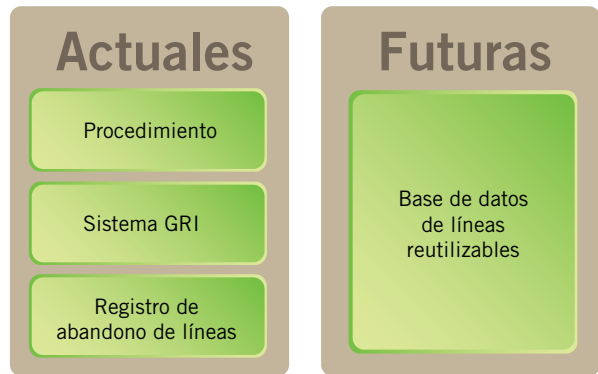 Actuales
Procedimiento
Sistema GRI
Registro de
abandono de líneas
Futuras
Base de datos
de líneas
reutilizables